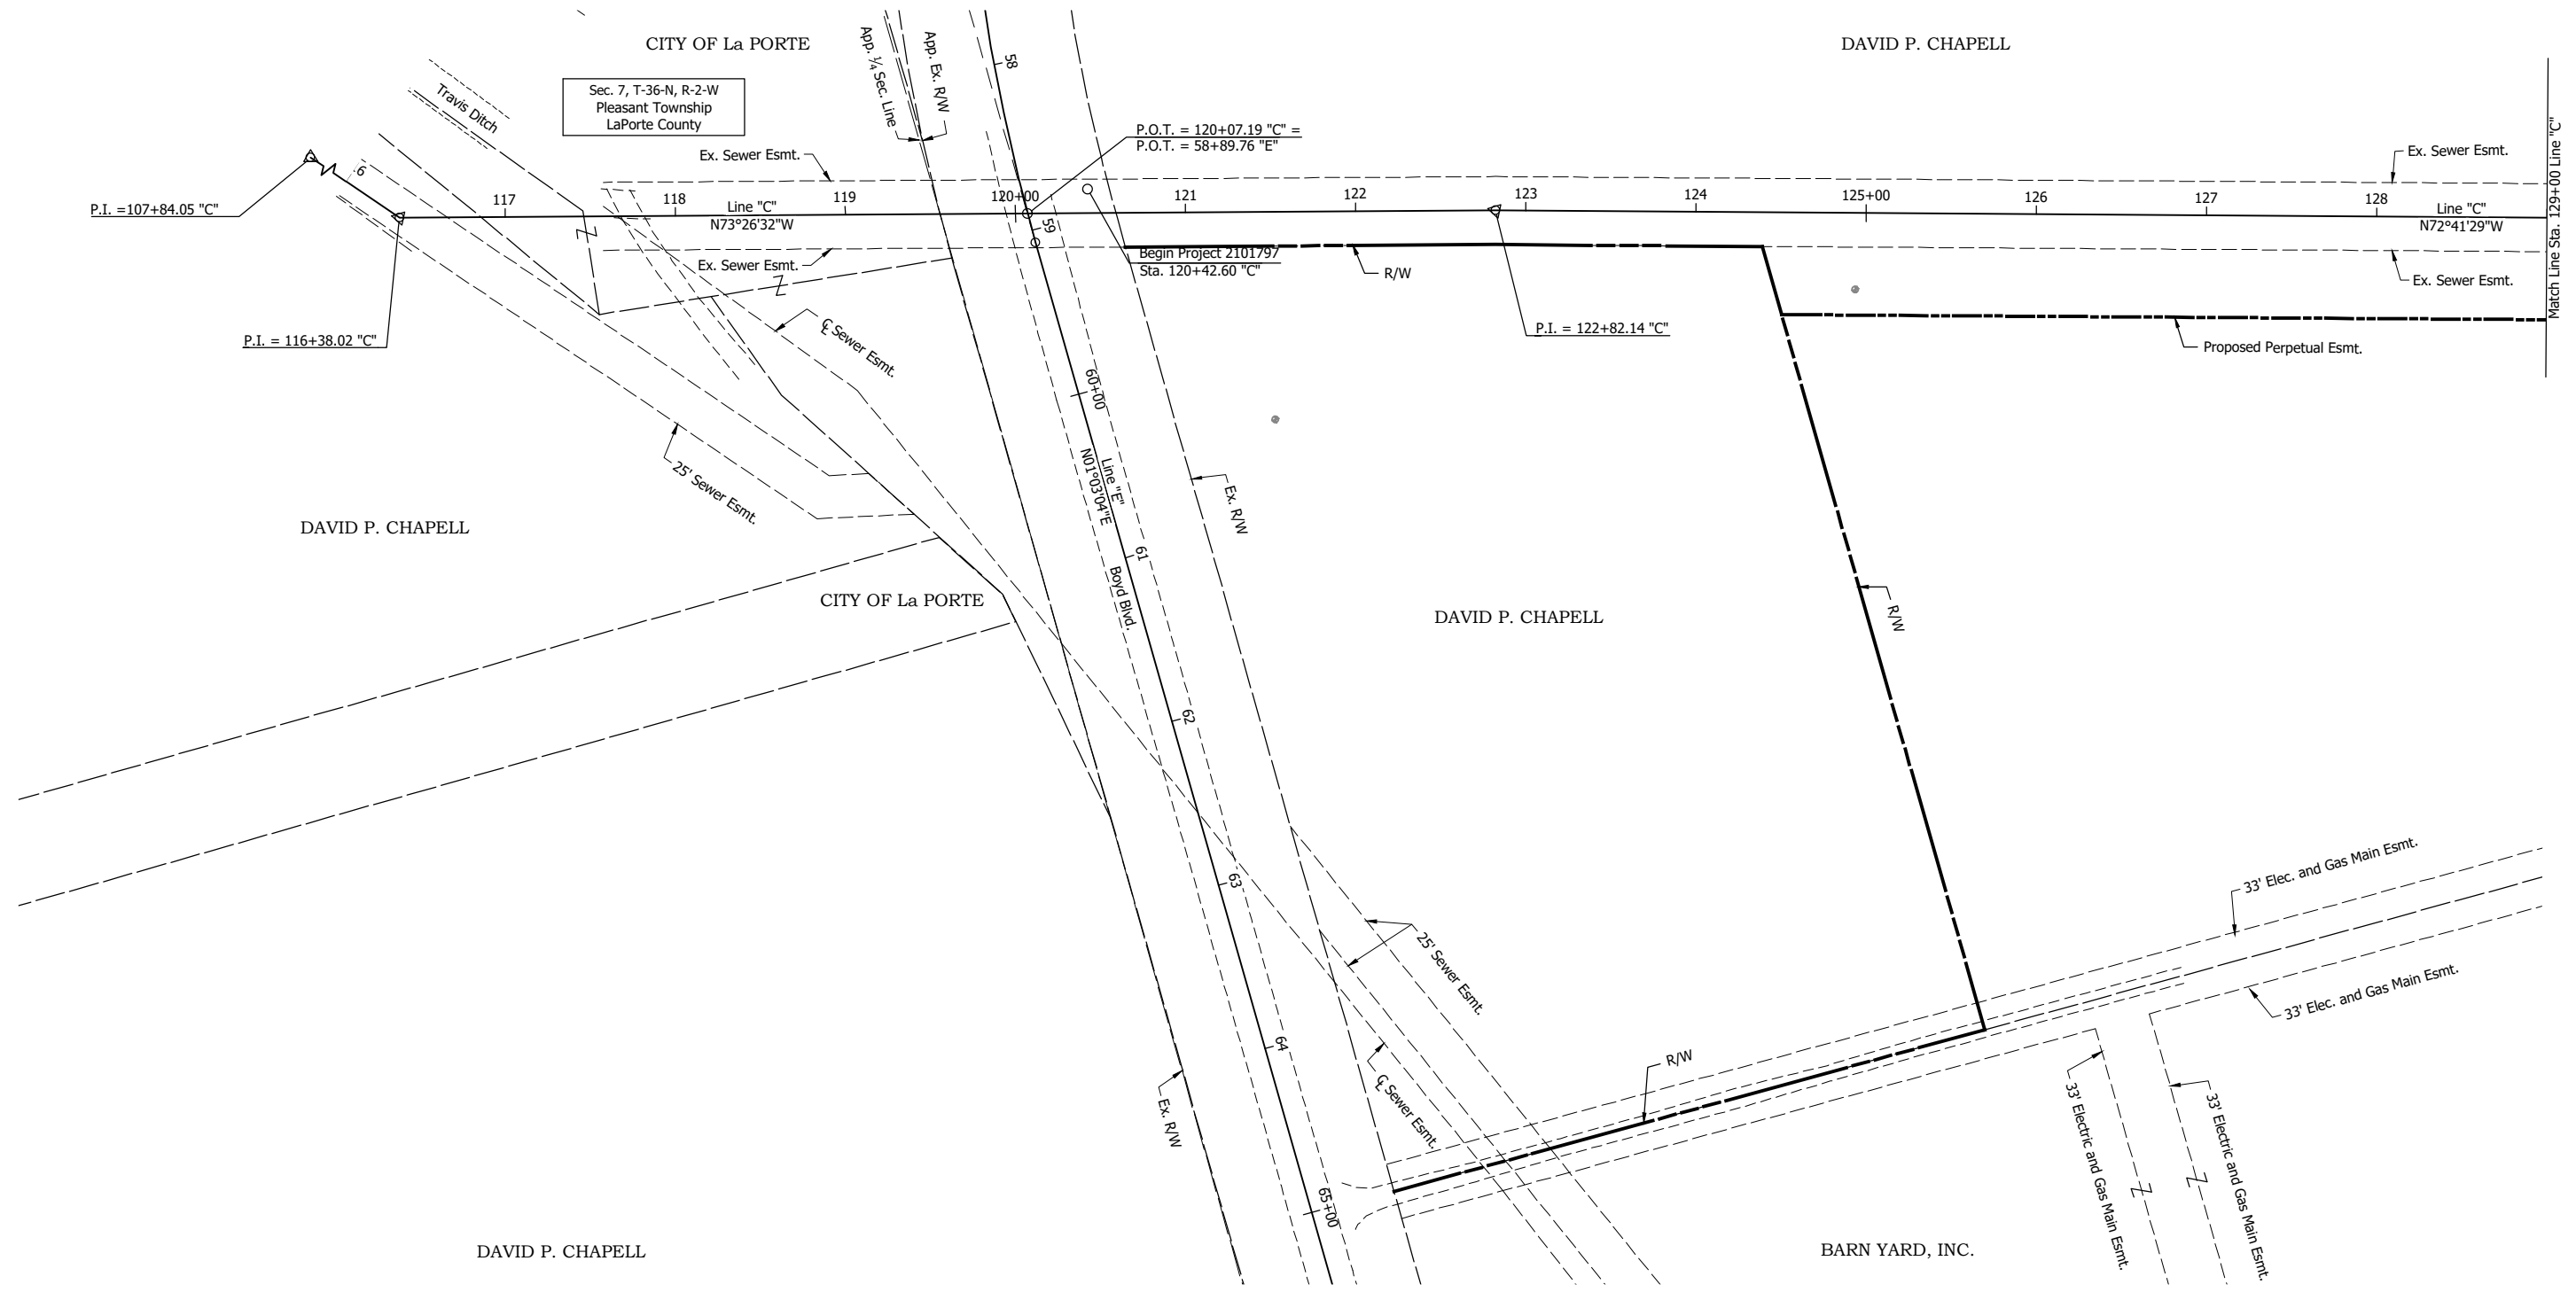 CITY OF La PORTE
DAVID P. CHAPELL
Sec. 7, T-36-N, R-2-W
Pleasant Township
LaPorte County
Travis Ditch
App. ¼ Sec. Line
App. Ex. R/W
58
P.O.T. = 120+07.19 "C" =
P.O.T. = 58+89.76 "E"
Ex. Sewer Esmt.
Ex. Sewer Esmt.
Match Line Sta. 129+00 Line "C"
P.I. =107+84.05 "C"
117
118
119
120+00
121
122
123
124
125+00
126
127
128
Line "C"
N73°26'32"W
Line "C"
N72°41'29"W
59
Ex. Sewer Esmt.
Begin Project 2101797
Sta. 120+42.60 "C"
R/W
Ex. Sewer Esmt.
P.I. = 116+38.02 "C"
℄ Sewer Esmt.
P.I. = 122+82.14 "C"
Proposed Perpetual Esmt.
60+00
25' Sewer Esmt.
Line "E"
N01°03'04"E
Ex. R/W
DAVID P. CHAPELL
61
Boyd Blvd.
CITY OF La PORTE
DAVID P. CHAPELL
R/W
62
63
33' Elec. and Gas Main Esmt.
25' Sewer Esmt.
33' Elec. and Gas Main Esmt.
64
R/W
Ex. R/W
℄ Sewer Esmt.
33' Electric and Gas Main Esmt.
33' Electric and Gas Main Esmt.
65+00
DAVID P. CHAPELL
BARN YARD, INC.